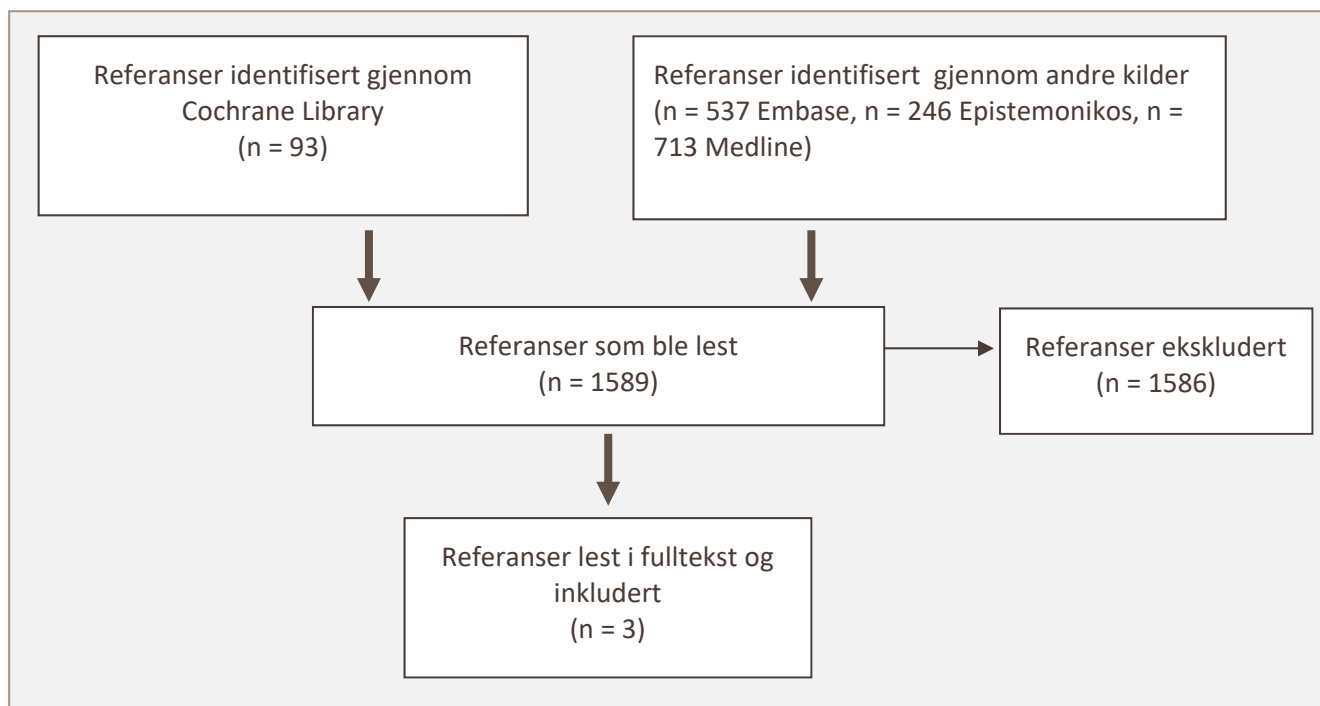 Referanser identifisert gjennom
Cochrane Library
(n = 93)
Referanser identifisert  gjennom andre kilder
(n = 537 Embase, n = 246 Epistemonikos, n =
713 Medline)
Referanser som ble lest
(n = 1589)
Referanser ekskludert
(n = 1586)
Referanser lest i fulltekst og
inkludert
(n = 3)